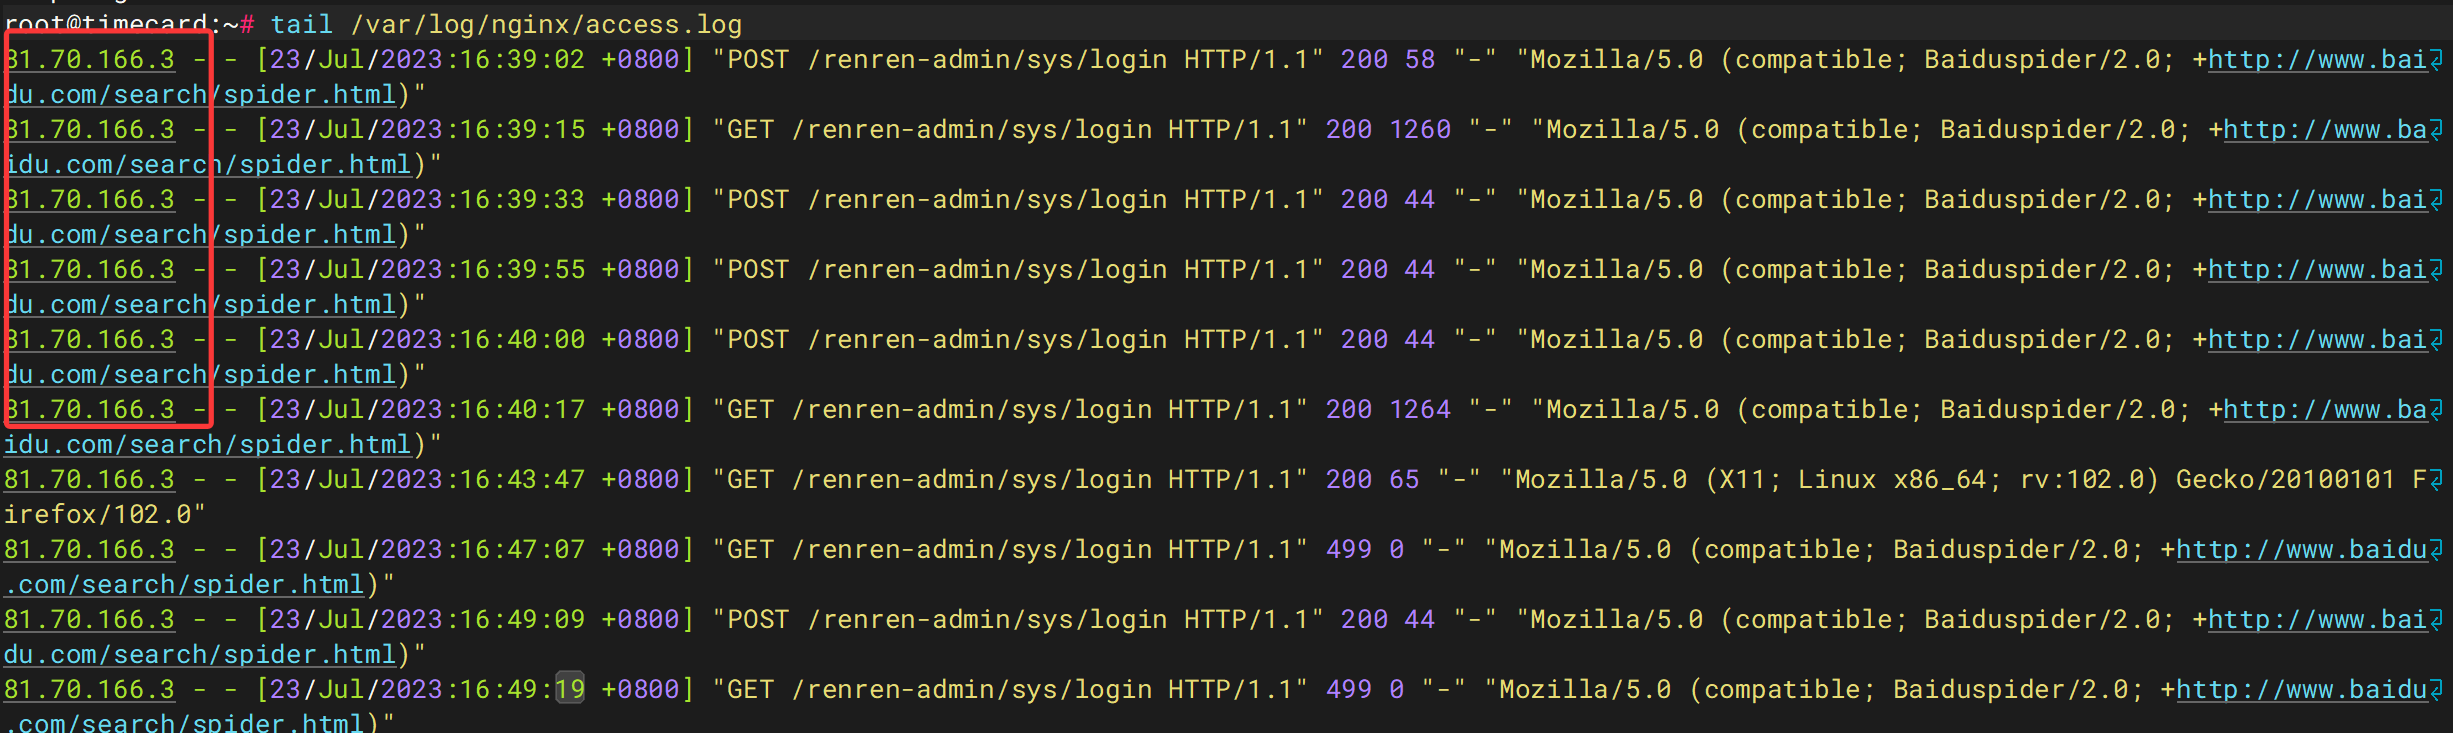 root@timecard:~# tail /var/log/nginx/access.log
81.70.166.3 - - [23/Jul/2023:16:39:02 +0800] "POST /renren-admin/sys/login HTTP/1.1" 200 58 "-" "Mozilla/5.0 (compatible; Baiduspider/2.0; +http://www.bai
du.com/search/spider.html)"
81.70.166.3 - - [23/Jul/2023:16:39:15 +0800] "GET /renren-admin/sys/login HTTP/1.1" 200 1260 "-" "Mozilla/5.0 (compatible; Baiduspider/2.0; +http://www.ba
idu.com/search/spider.html)"
81.70.166.3 - - [23/Jul/2023:16:39:33 +0800] "POST /renren-admin/sys/login HTTP/1.1" 200 44 "-" "Mozilla/5.0 (compatible; Baiduspider/2.0; +http://www.bai
du.com/search/spider.html)"
81.70.166.3 - - [23/Jul/2023:16:39:55 +0800] "POST /renren-admin/sys/login HTTP/1.1" 200 44 "-" "Mozilla/5.0 (compatible; Baiduspider/2.0; +http://www.bai
du.com/search/spider.html)"
81.70.166.3 - - [23/Jul/2023:16:40:00 +0800] "POST /renren-admin/sys/login HTTP/1.1" 200 44 "-" "Mozilla/5.0 (compatible; Baiduspider/2.0; +http://www.bai
du.com/search/spider.html)"
81.70.166.3 - - [23/Jul/2023:16:40:17 +0800] "GET /renren-admin/sys/login HTTP/1.1" 200 1264 "-" "Mozilla/5.0 (compatible; Baiduspider/2.0; +http://www.ba
idu.com/search/spider.html)"
81.70.166.3 - - [23/Jul/2023:16:43:47 +0800] "GET /renren-admin/sys/login HTTP/1.1" 200 65 "-" "Mozilla/5.0 (X11; Linux x86_64; rv:102.0) Gecko/20100101 F
irefox/102.0"
81.70.166.3 - - [23/Jul/2023:16:47:07 +0800] "GET /renren-admin/sys/login HTTP/1.1" 499 0 "-" "Mozilla/5.0 (compatible; Baiduspider/2.0; +http://www.baidu
.com/search/spider.html)"
81.70.166.3 - - [23/Jul/2023:16:49:09 +0800] "POST /renren-admin/sys/login HTTP/1.1" 200 44 "-" "Mozilla/5.0 (compatible; Baiduspider/2.0; +http://www.bai
du.com/search/spider.html)"
81.70.166.3 - - [23/Jul/2023:16:49:19 +0800] "GET /renren-admin/sys/login HTTP/1.1" 499 0 "-" "Mozilla/5.0 (compatible; Baiduspider/2.0; +http://www.baidu
.com/search/spider.html)"